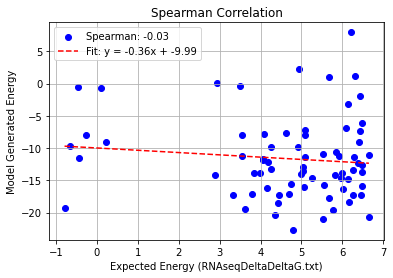 Spearman Correlation
Spearman: -0.03
Fit: y = -0.36x + -9.99
Model Generated Energy
5
0
−5
−10
−15
−20
−1 0 1 2 3 4 5 6 7
Expected Energy (RNAseqDeltaDeltaG.txt)